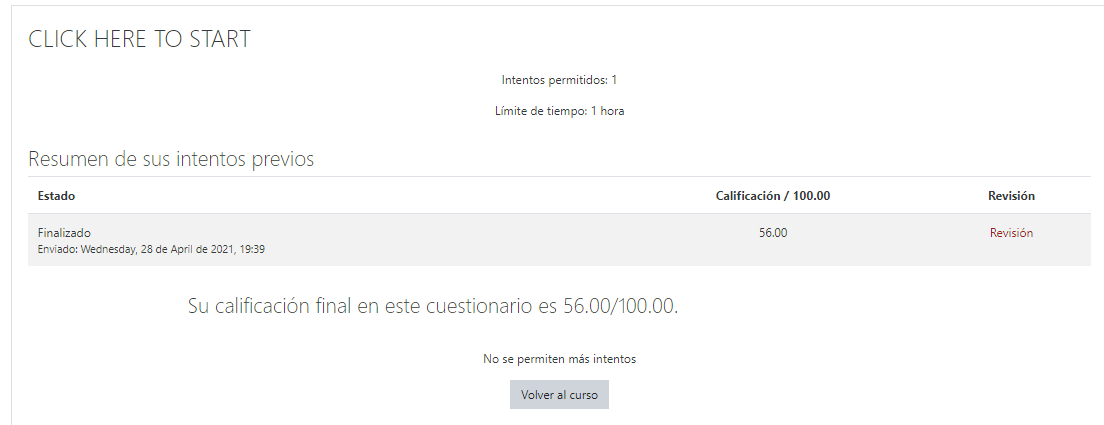 CLICK HERE TO START
Intentos permitidos: 1
Límite de tiempo: 1 hora
Resumen de sus intentos previos
Estado Calificación / 100.00 Revisión
Finalizado 56.00 Revisión
Enviado: Wednesday, 28 de April de 2021, 19:39
Su calificación final en este cuestionario es 56.00/100.00.
No se permiten más intentos
Volver al curso